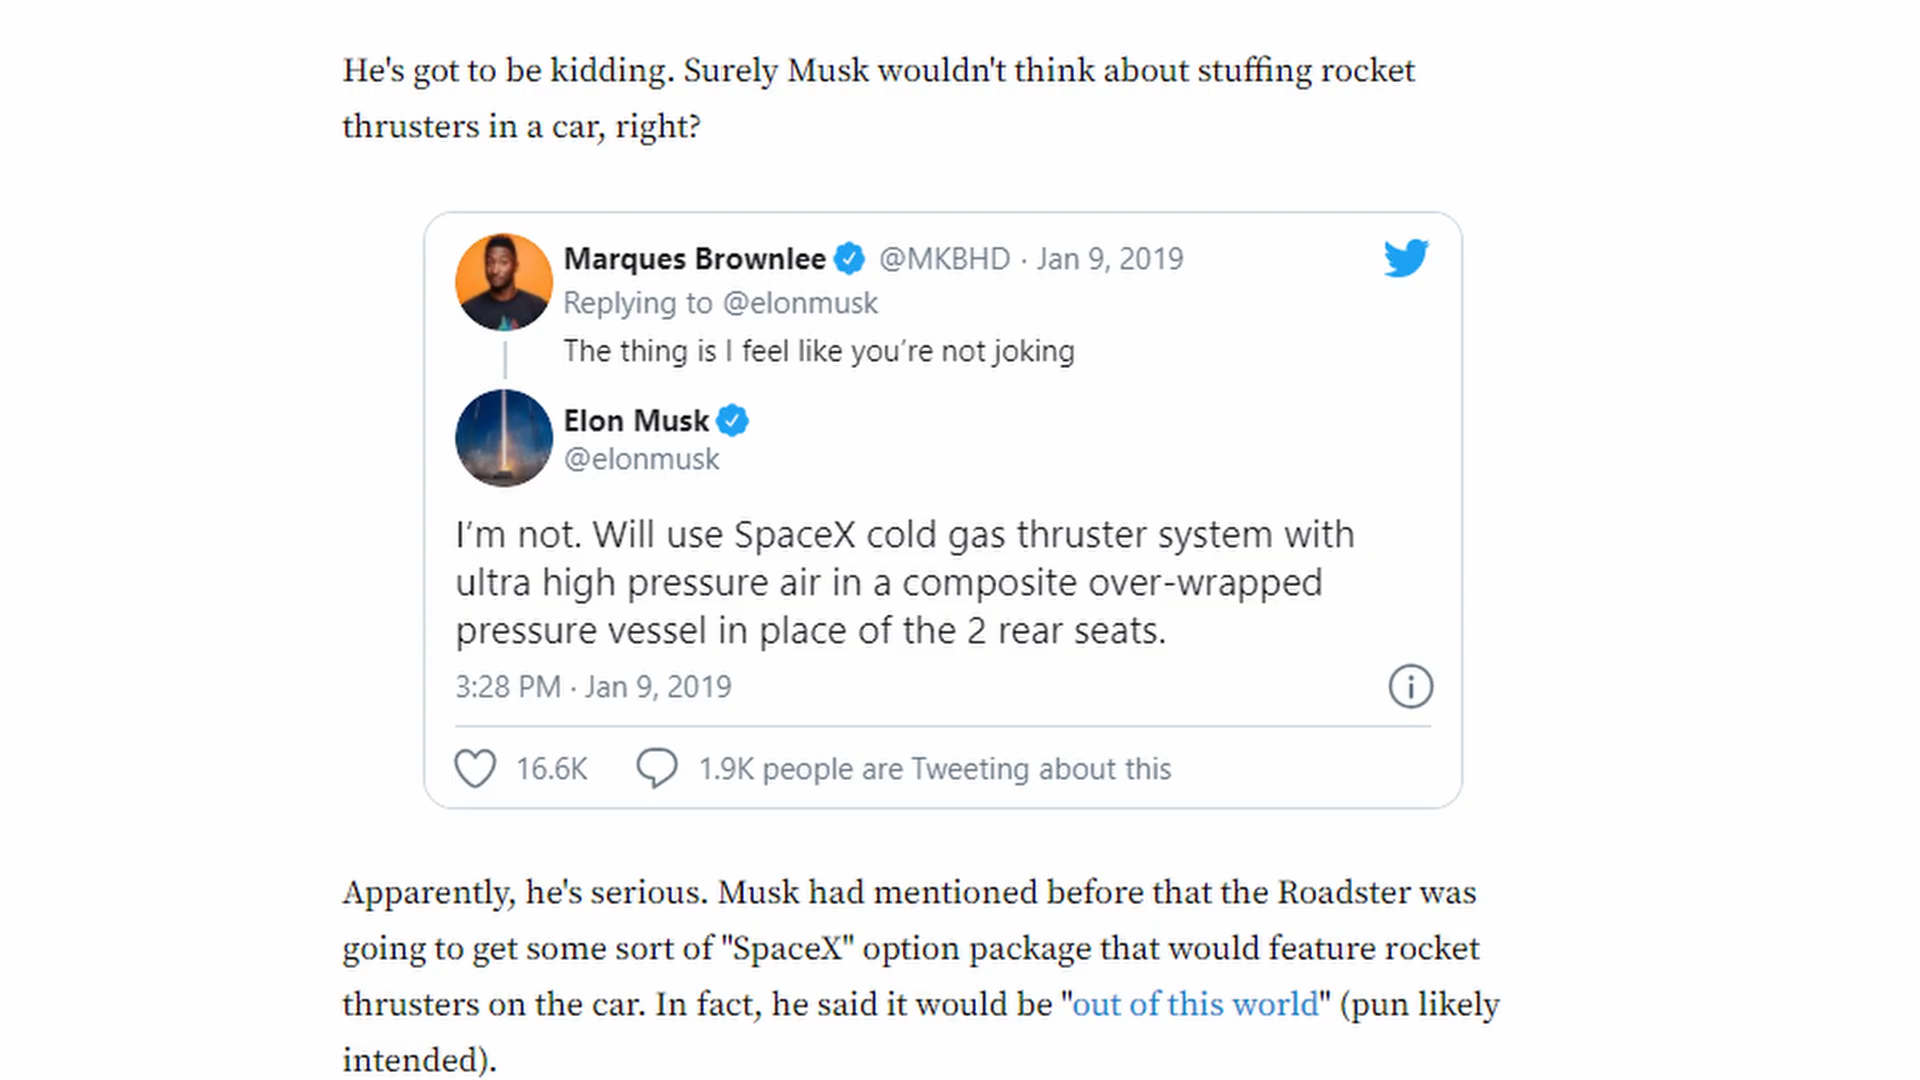 He's got to be kidding. Surely Musk wouldn't think about stuffing rocket
thrusters in a car, right?
Marques Brownlee @MKBHD · Jan 9, 2019
Replying to @elonmusk
The thing is I feel like you’re not joking
Elon Musk
@elonmusk
I’m not. Will use SpaceX cold gas thruster system with
ultra high pressure air in a composite over-wrapped
pressure vessel in place of the 2 rear seats.
3:28 PM · Jan 9, 2019
16.6K 1.9K people are Tweeting about this
Apparently, he's serious. Musk had mentioned before that the Roadster was
going to get some sort of "SpaceX" option package that would feature rocket
thrusters on the car. In fact, he said it would be "out of this world" (pun likely
intended).